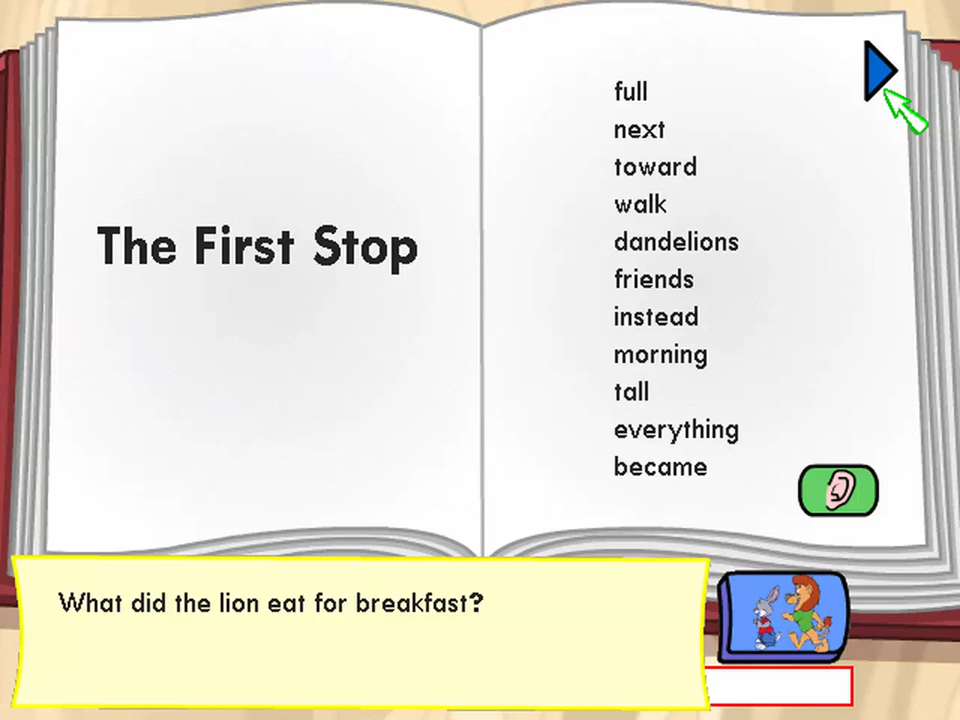 The First Stop
full
next
toward
walk
dandelions
friends
instead
morning
tall
everything
became
What did the lion eat for breakfast?